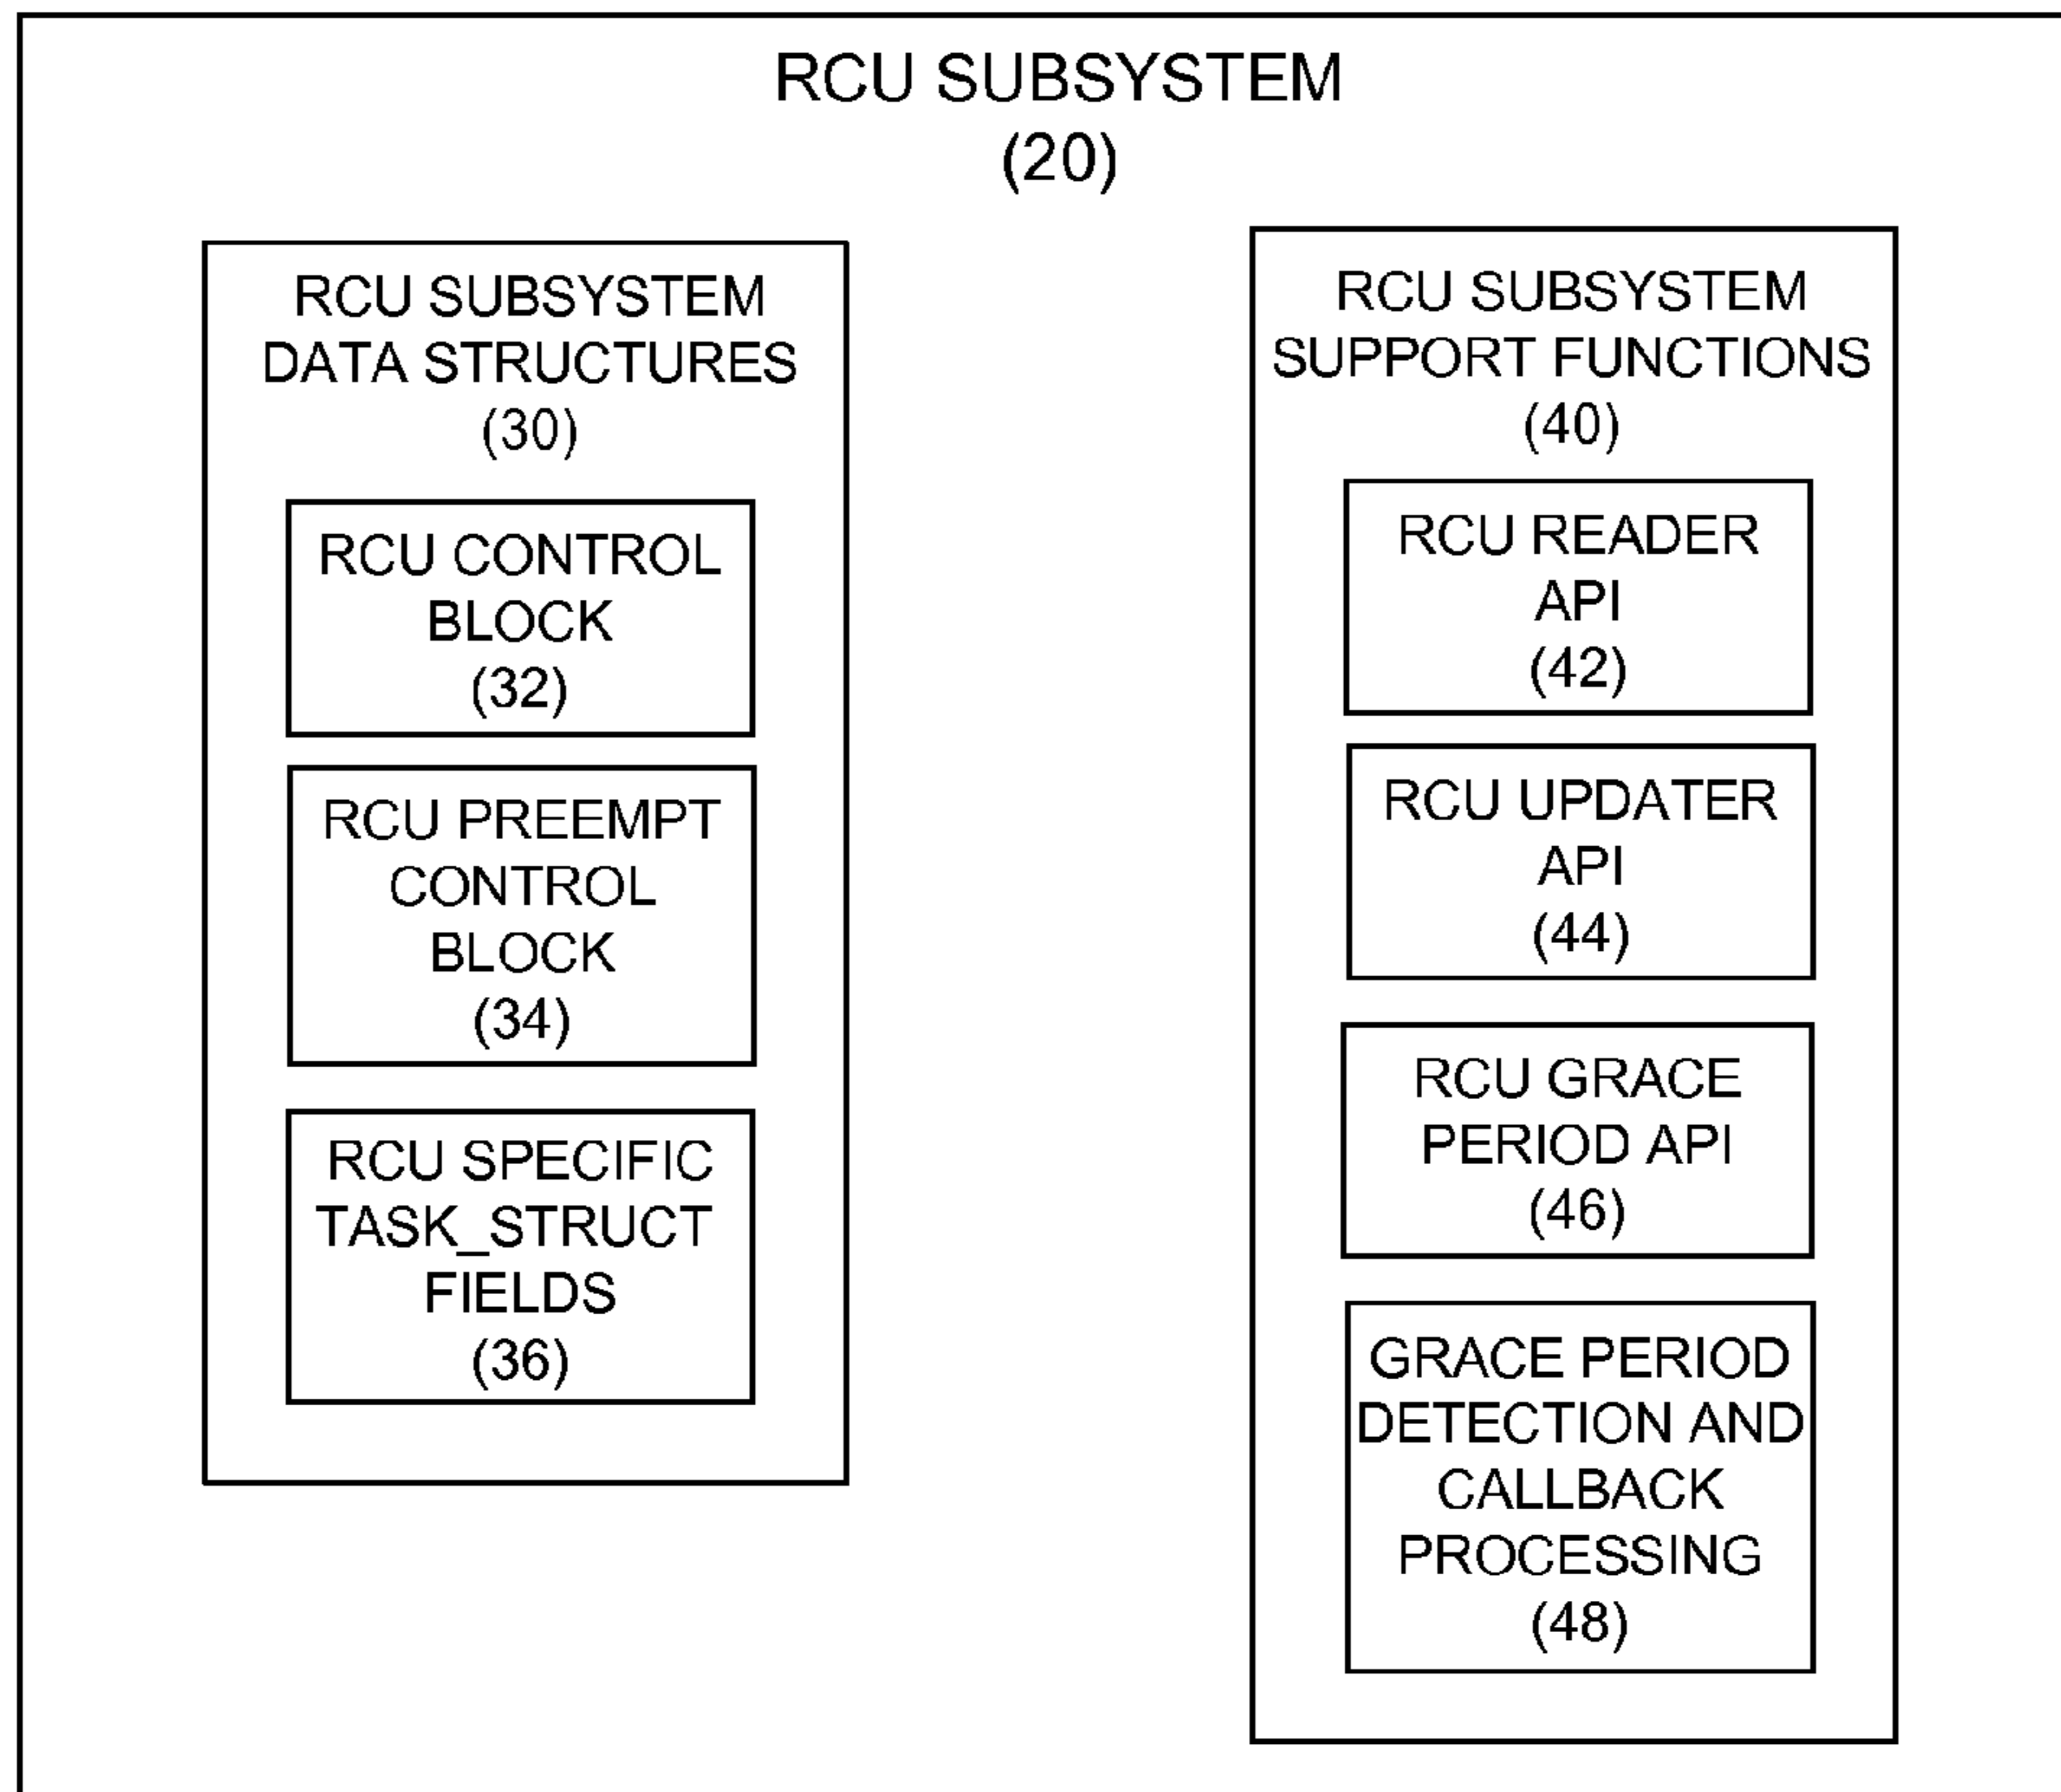 RCU SUBSYSTEM
(20)
RCU SUBSYSTEM
DATA STRUCTURES
(30)
RCU CONTROL
BLOCK
(32)
RCU PREEMPT
CONTROL
BLOCK
(34)
RCU SPECIFIC
TASK_STRUCT
FIELDS
(36)
RCU SUBSYSTEM
SUPPORT FUNCTIONS
(40)
RCU READER
API
(42)
RCU UPDATER
API
(44)
RCU GRACE
PERIOD API
(46)
GRACE PERIOD
DETECTION AND
CALLBACK
PROCESSING
(48)